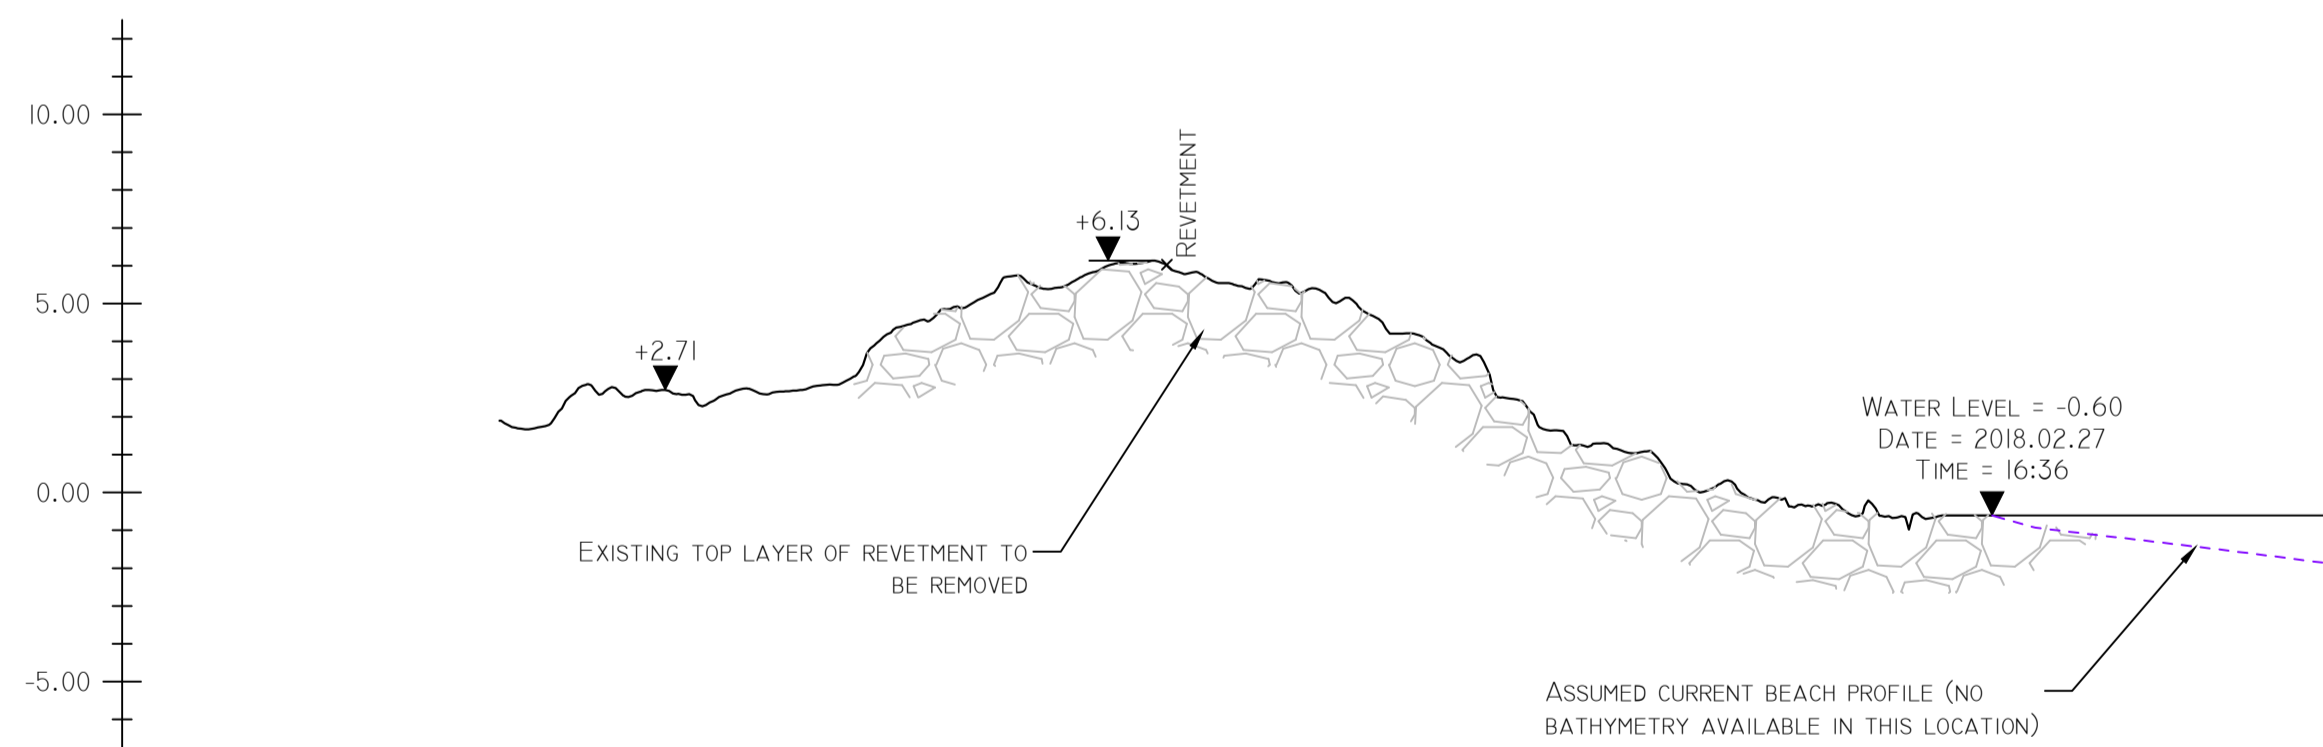 10.00
REVETMENT
+6.13
5.00
+2.71
WATER LEVEL = -0.60
DATE = 2018.02.27
TIME = 16:36
0.00
EXISTING TOP LAYER OF REVETMENT TO
BE REMOVED
-5.00
ASSUMED CURRENT BEACH PROFILE (NO
BATHYMETRY AVAILABLE IN THIS LOCATION)